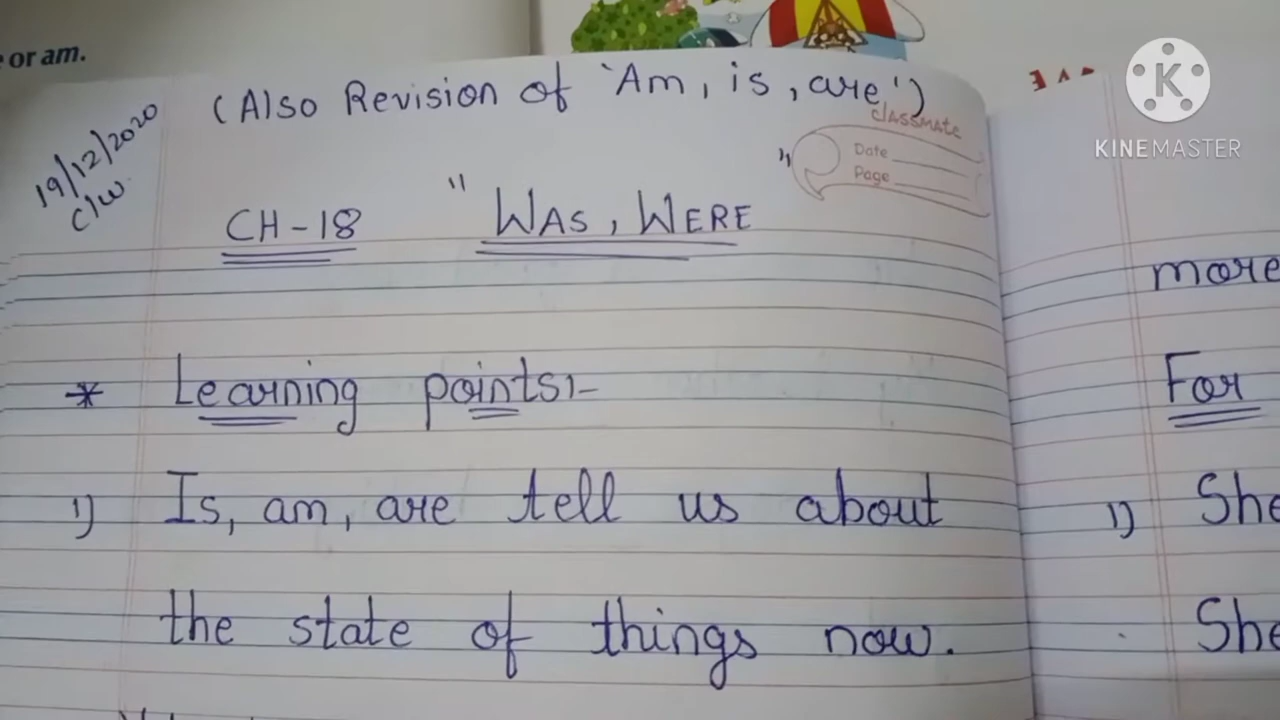 e or am.
(Also Revision of 'Am, is, are')
19/12/2020
C/W.
classmate
Date
Page
CH-18 "WAS, WERE"
* Learning points:-
1) Is, am, are tell us about
the state of things now.
more
For
1) She
She
K
KINEMASTER